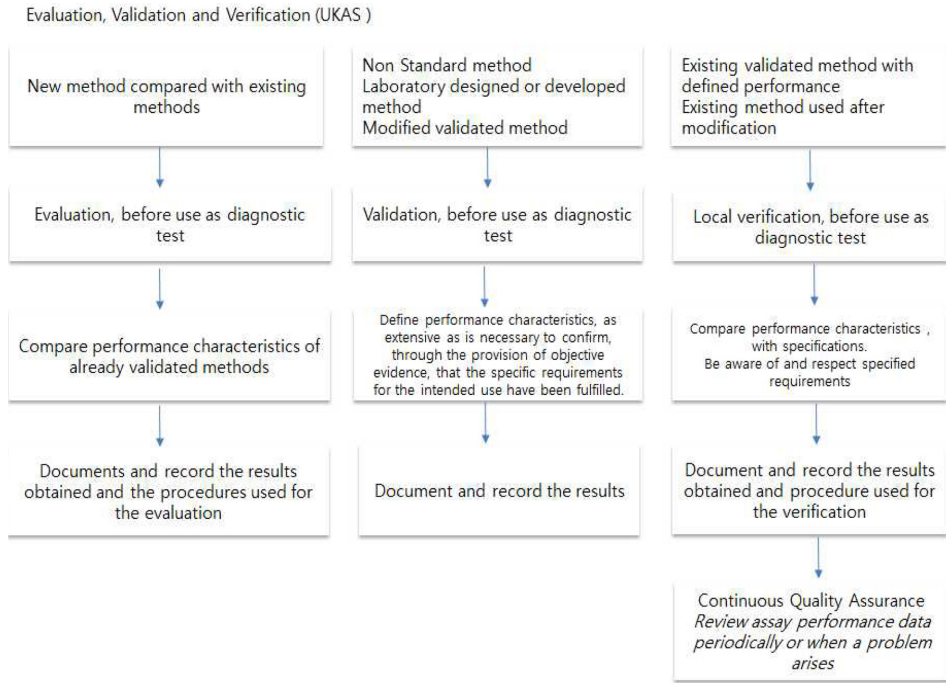 Evaluation, Validation and Verification (UKAS )
New method compared with existing
methods
Non Standard method
Laboratory designed or developed
method
Modified validated method
Existing validated method with
defined performance
Existing method used after
modification
Evaluation, before use as diagnostic
test
Validation, before use as diagnostic
test
Local verification, before use as
diagnostic test
Compare performance characteristics of
already validated methods
Define performance characteristics, as
extensive as is necessary to confirm,
through the provision of objective
evidence, that the specific requirements
for the intended use have been fulfilled.
Compare performance characteristics ,
with specifications.
Be aware of and respect specified
requirements
Documents and record the results
obtained and the procedures used for
the evaluation
Document and record the results
Document and record the results
obtained and procedure used for
the verification
Continuous Quality Assurance
Review assay performance data
periodically or when a problem
arises